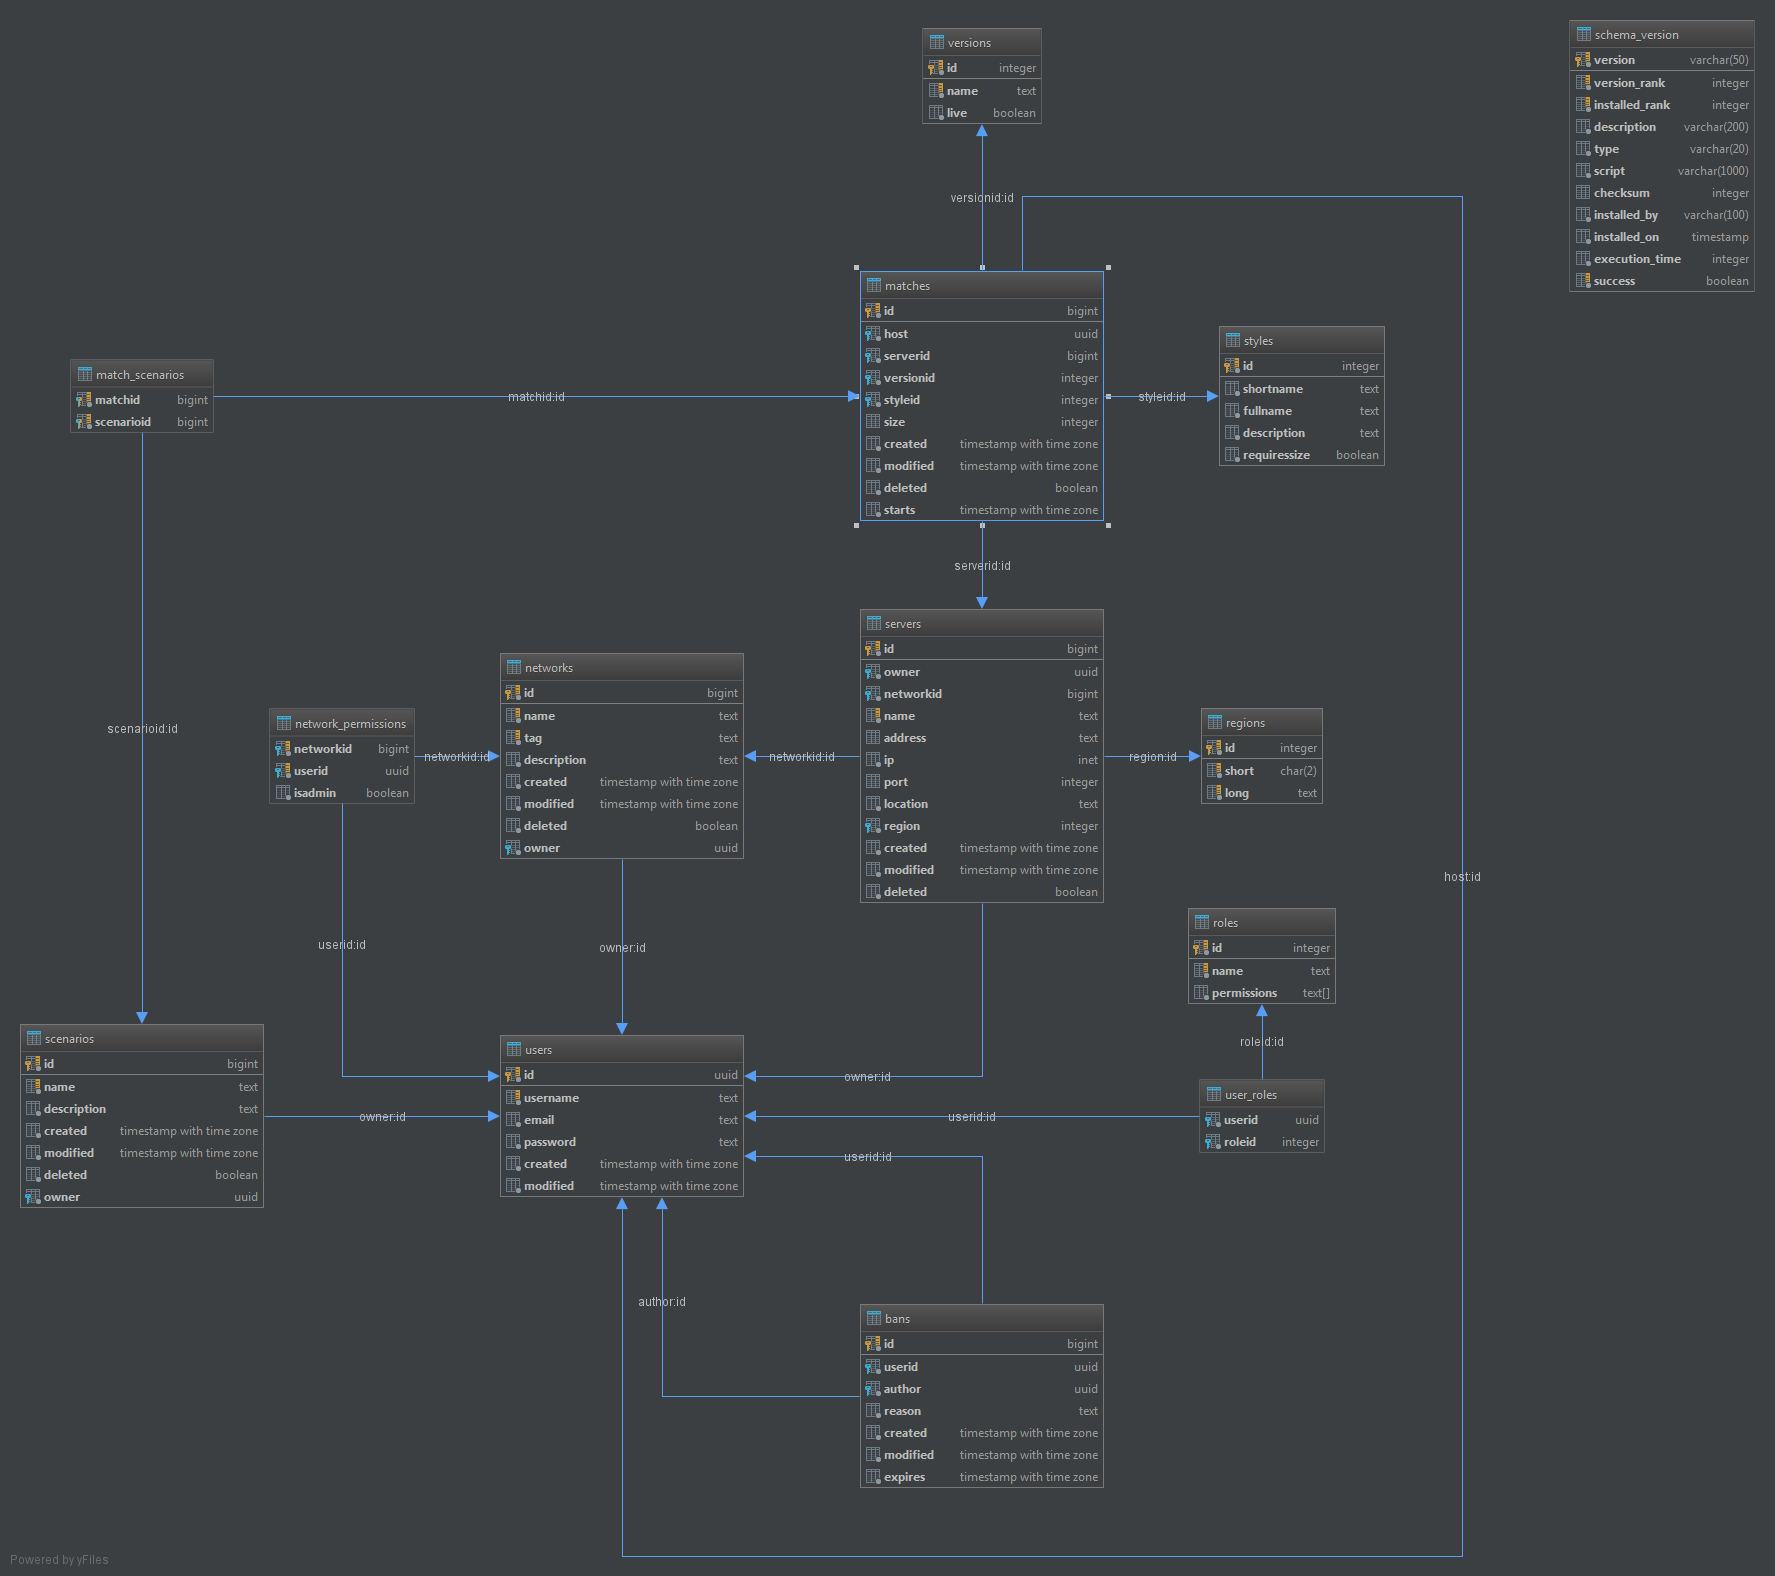 versions
id integer
name text
live boolean
schema_version
version varchar(50)
version_rank integer
installed_rank integer
description varchar(200)
type varchar(20)
script varchar(1000)
checksum integer
installed_by varchar(100)
installed_on timestamp
execution_time integer
success boolean
versionid:id
matches
id bigint
host uuid
serverid bigint
versionid integer
styleid integer
size integer
created timestamp with time zone
modified timestamp with time zone
deleted boolean
starts timestamp with time zone
styles
id integer
shortname text
fullname text
description text
requiressize boolean
styleid:id
match_scenarios
matchid bigint
scenarioid bigint
matchid:id
serverid:id
servers
id bigint
owner uuid
networkid bigint
name text
address text
ip inet
port integer
location text
region integer
created timestamp with time zone
modified timestamp with time zone
deleted boolean
networks
id bigint
name text
tag text
description text
created timestamp with time zone
modified timestamp with time zone
deleted boolean
owner uuid
network_permissions
networkid bigint
userid uuid
isadmin boolean
networkid:id
networkid:id
region:id
regions
id integer
short char(2)
long text
scenarioid:id
host:id
userid:id
owner:id
roles
id integer
name text
permissions text[]
roleid:id
scenarios
id bigint
name text
description text
created timestamp with time zone
modified timestamp with time zone
deleted boolean
owner uuid
owner:id
users
id uuid
username text
email text
password text
created timestamp with time zone
modified timestamp with time zone
owner:id
userid:id
userid:id
user_roles
userid uuid
roleid integer
author:id
bans
id bigint
userid uuid
author uuid
reason text
created timestamp with time zone
modified timestamp with time zone
expires timestamp with time zone
Powered by yFiles